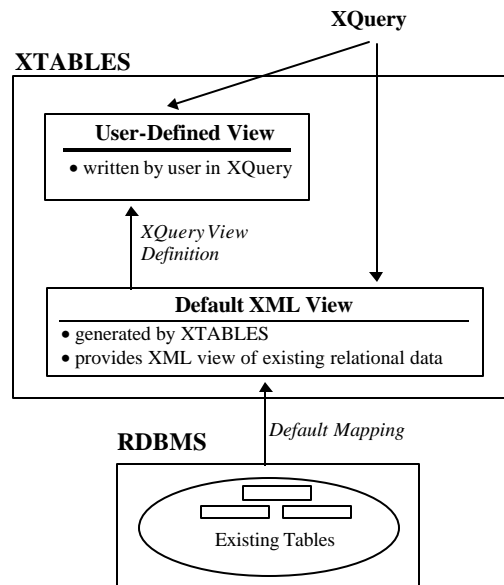 XQuery
XTABLES
User-Defined View
• written by user in XQuery
XQuery View
Definition
Default XML View
• generated by XTABLES
• provides XML view of existing relational data
Default Mapping
RDBMS
Existing Tables